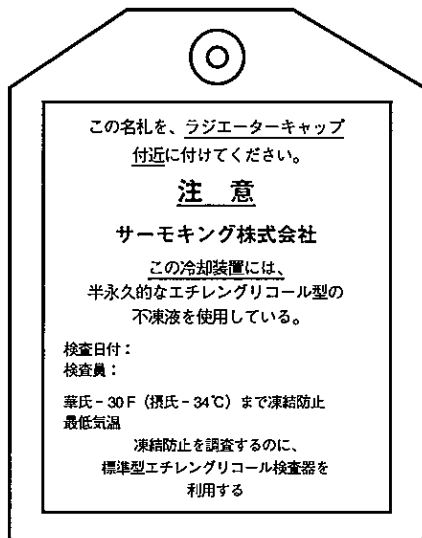 この名札を、ラジエーターキャップ
付近に付けてください。
注 意
サーモキング株式会社
この冷却装置には、
半永久的なエチレングリコール型の
不凍液を使用している。
検査日付：
検査員：
華氏－30F（摂氏－34℃）まで凍結防止
最低気温
凍結防止を調査するのに、
標準型エチレングリコール検査器を
利用する